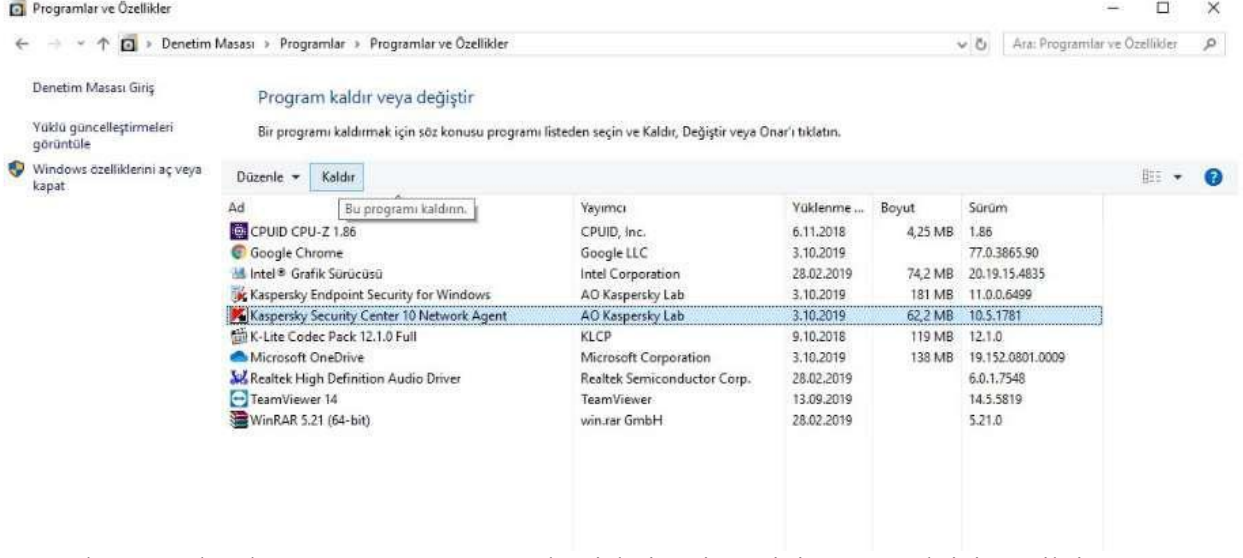 Programlar ve Özellikler
Denetim Masası > Programlar > Programlar ve Özellikler
Ara: Programlar ve Özellikler
Denetim Masası Giriş
Yüklü güncelleştirmeleri
görüntüle
Windows özelliklerini aç veya
kapat
Program kaldır veya değiştir
Bir programı kaldırmak için söz konusu programı listeden seçin ve Kaldır, Değiştir veya Onar'ı tıklatın.
Düzenle Kaldır
Bu programı kaldırın.
Ad Yayımcı Yüklenme ... Boyut Sürüm
CPUID CPU-Z 1.86 CPUID, Inc. 6.11.2018 4,25 MB 1.86
Google Chrome Google LLC 3.10.2019 77.0.3865.90
Intel® Grafik Sürücüsü Intel Corporation 28.02.2019 74,2 MB 20.19.15.4835
Kaspersky Endpoint Security for Windows AO Kaspersky Lab 3.10.2019 181 MB 11.0.0.6499
Kaspersky Security Center 10 Network Agent AO Kaspersky Lab 3.10.2019 62,2 MB 10.5.1781
K-Lite Codec Pack 12.1.0 Full KLCP 9.10.2018 119 MB 12.1.0
Microsoft OneDrive Microsoft Corporation 3.10.2019 138 MB 19.152.0801.0009
Realtek High Definition Audio Driver Realtek Semiconductor Corp. 28.02.2019 6.0.1.7548
TeamViewer 14 TeamViewer 13.09.2019 14.5.5819
WinRAR 5.21 (64-bit) win.rar GmbH 28.02.2019 5.21.0